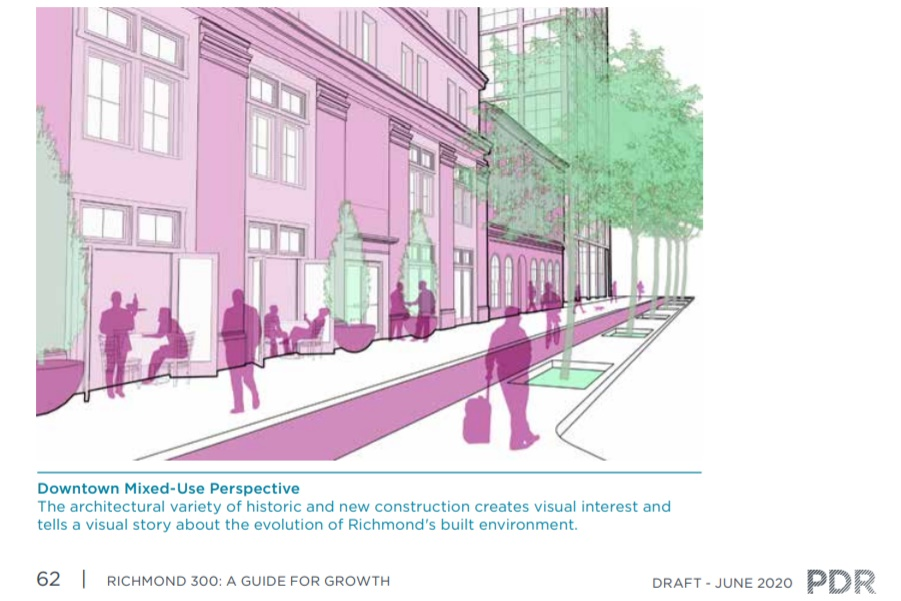 Downtown Mixed-Use Perspective
The architectural variety of historic and new construction creates visual interest and
tells a visual story about the evolution of Richmond's built environment.
62 | RICHMOND 300: A GUIDE FOR GROWTH
DRAFT - JUNE 2020 PDR